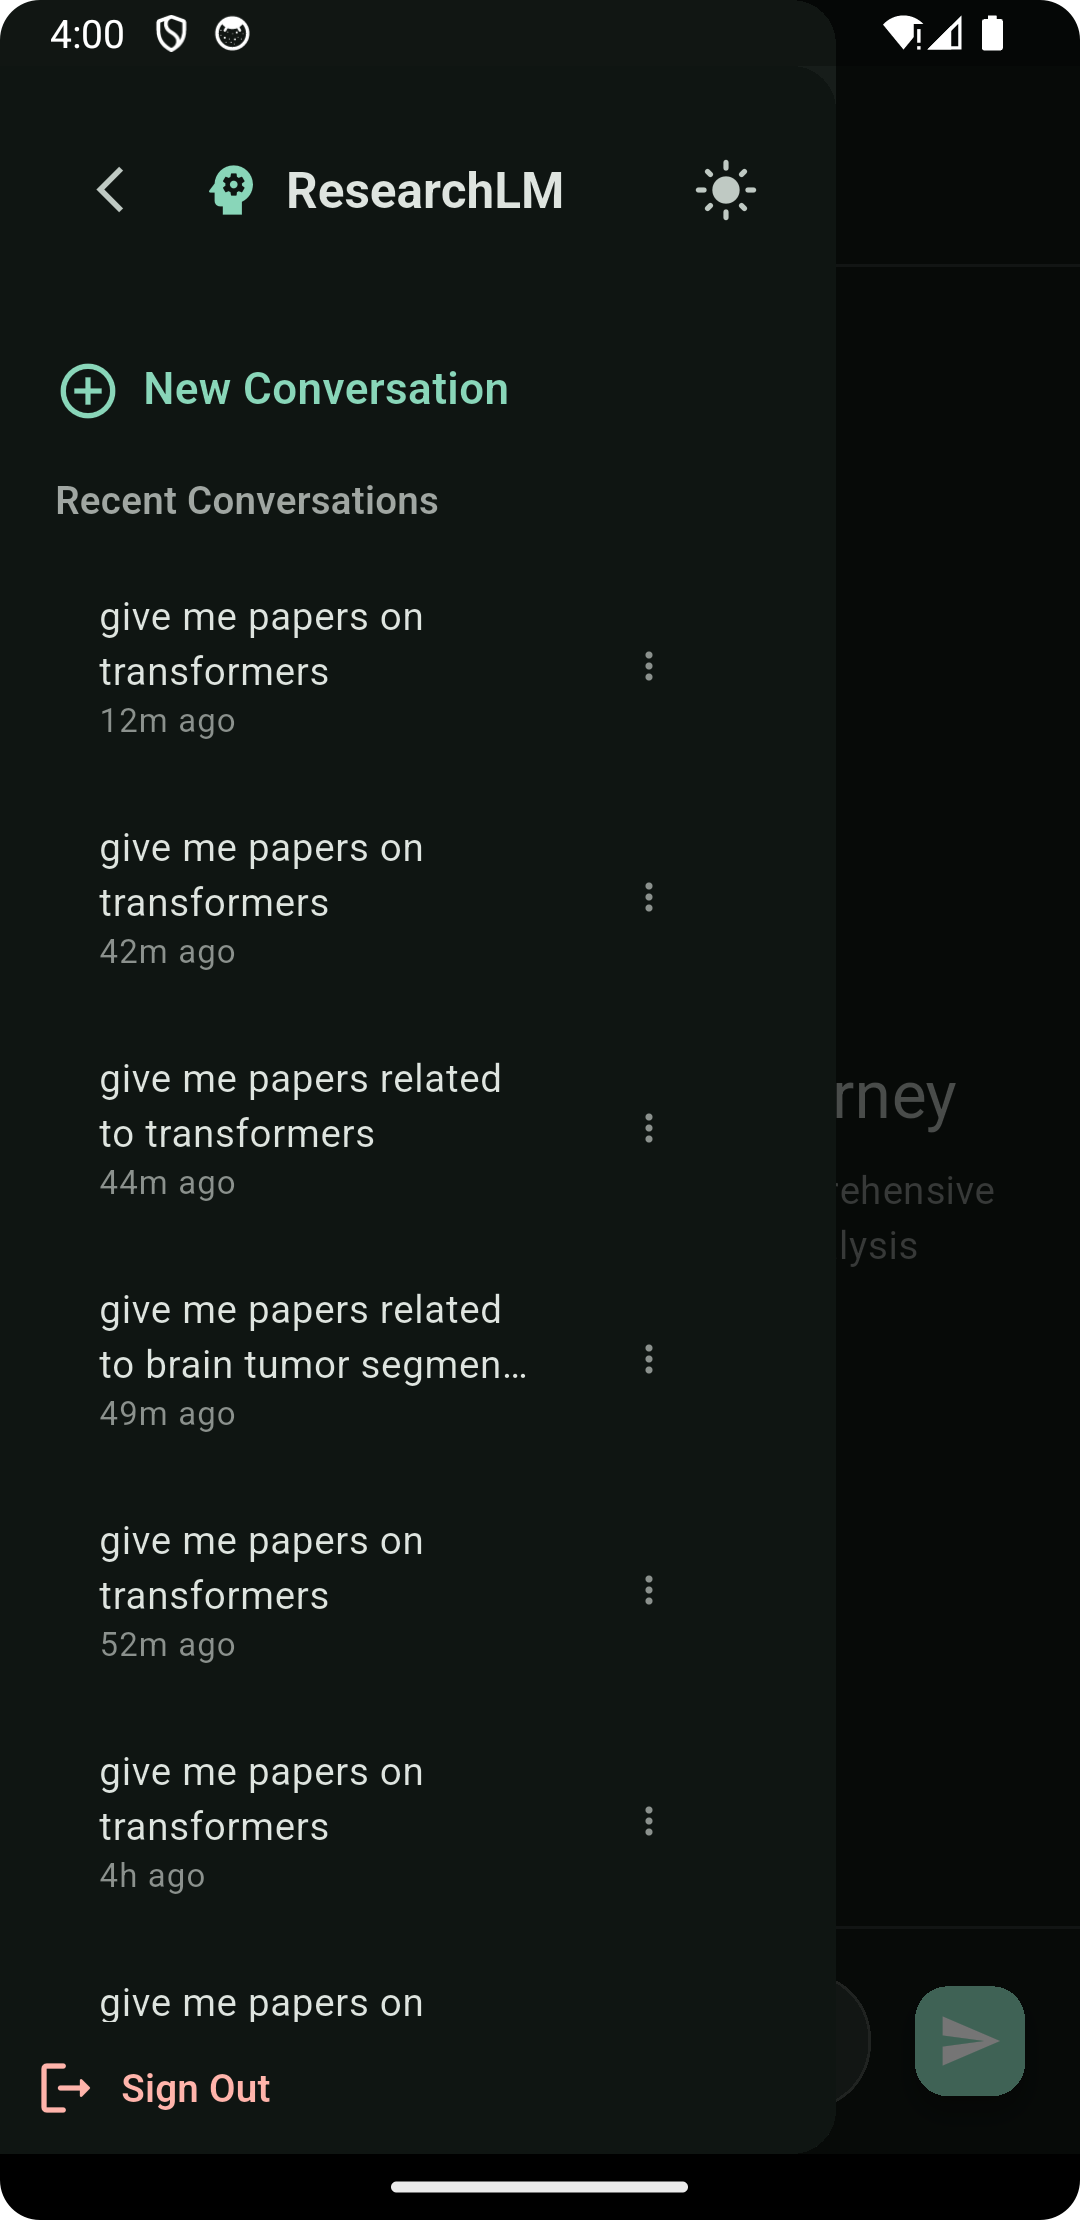 4:00
ResearchLM
New Conversation
Recent Conversations
give me papers on
transformers
12m ago
give me papers on
transformers
42m ago
give me papers related
to transformers
44m ago
give me papers related
to brain tumor segmen...
49m ago
give me papers on
transformers
52m ago
give me papers on
transformers
4h ago
give me papers on
Sign Out
rney
rehensive
lysis